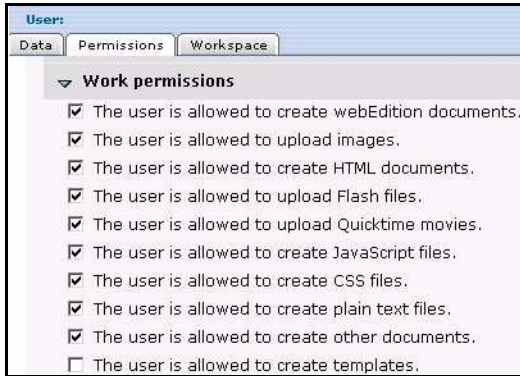 User:
Data Permissions Workspace
Work permissions
The user is allowed to create webEdition documents.
The user is allowed to upload images.
The user is allowed to create HTML documents.
The user is allowed to upload Flash files.
The user is allowed to upload Quicktime movies.
The user is allowed to create JavaScript files.
The user is allowed to create CSS files.
The user is allowed to create plain text files.
The user is allowed to create other documents.
The user is allowed to create templates.